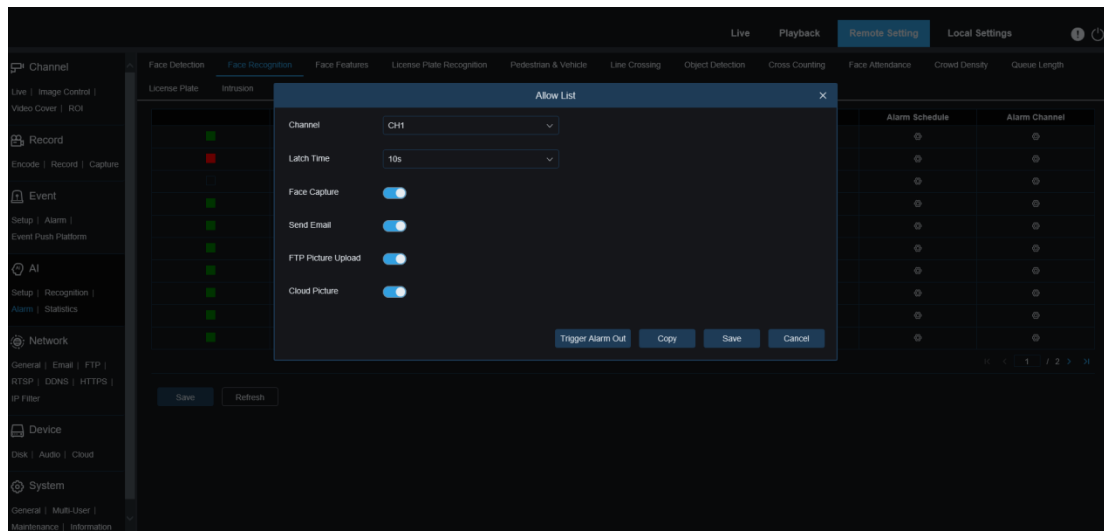 Live Playback Remote Setting Local Settings
Channel
Live | Image Control |
Video Cover | ROI
Record
Encode | Record | Capture
Event
Setup | Alarm |
Event Push Platform
AI
Setup | Recognition |
Alarm | Statistics
Network
General | Email | FTP |
RTSP | DDNS | HTTPS |
IP Filter
Device
Disk | Audio | Cloud
System
General | Multi-User |
Maintenance | Information
Face Detection Face Recognition Face Features License Plate Recognition Pedestrian & Vehicle Line Crossing Object Detection Cross Counting Face Attendance Crowd Density Queue Length
License Plate Intrusion
Alarm Schedule Alarm Channel
Allow List
Channel CH1
Latch Time 10s
Face Capture
Send Email
FTP Picture Upload
Cloud Picture
Trigger Alarm Out Copy Save Cancel
1 / 2
Save Refresh